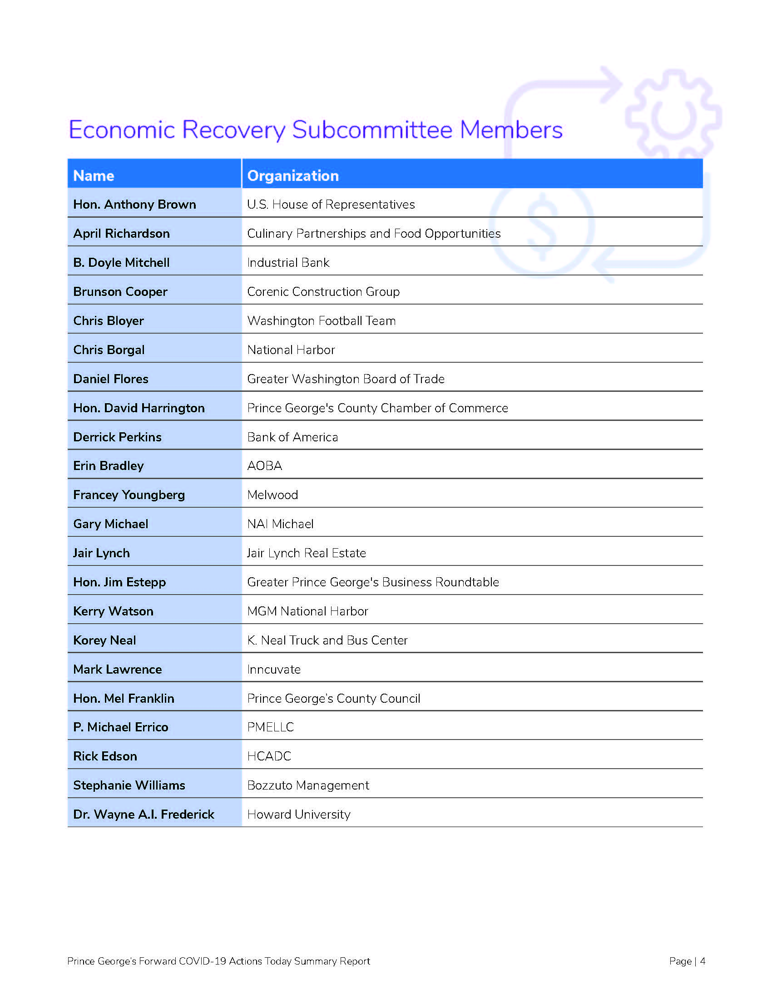 Economic Recovery Subcommittee Members
Name Organization
Hon. Anthony Brown U.S. House of Representatives
April Richardson Culinary Partnerships and Food Opportunities
B. Doyle Mitchell Industrial Bank
Brunson Cooper Corenic Construction Group
Chris Bloyer Washington Football Team
Chris Borgal National Harbor
Daniel Flores Greater Washington Board of Trade
Hon. David Harrington Prince George's County Chamber of Commerce
Derrick Perkins Bank of America
Erin Bradley AOBA
Francey Youngberg Melwood
Gary Michael NAI Michael
Jair Lynch Jair Lynch Real Estate
Hon. Jim Estepp Greater Prince George's Business Roundtable
Kerry Watson MGM National Harbor
Korey Neal K. Neal Truck and Bus Center
Mark Lawrence Inncuvate
Hon. Mel Franklin Prince George’s County Council
P. Michael Errico PMELLC
Rick Edson HCADC
Stephanie Williams Bozzuto Management
Dr. Wayne A.I. Frederick Howard University
Prince George's Forward COVID-19 Actions Today Summary Report Page | 4
$